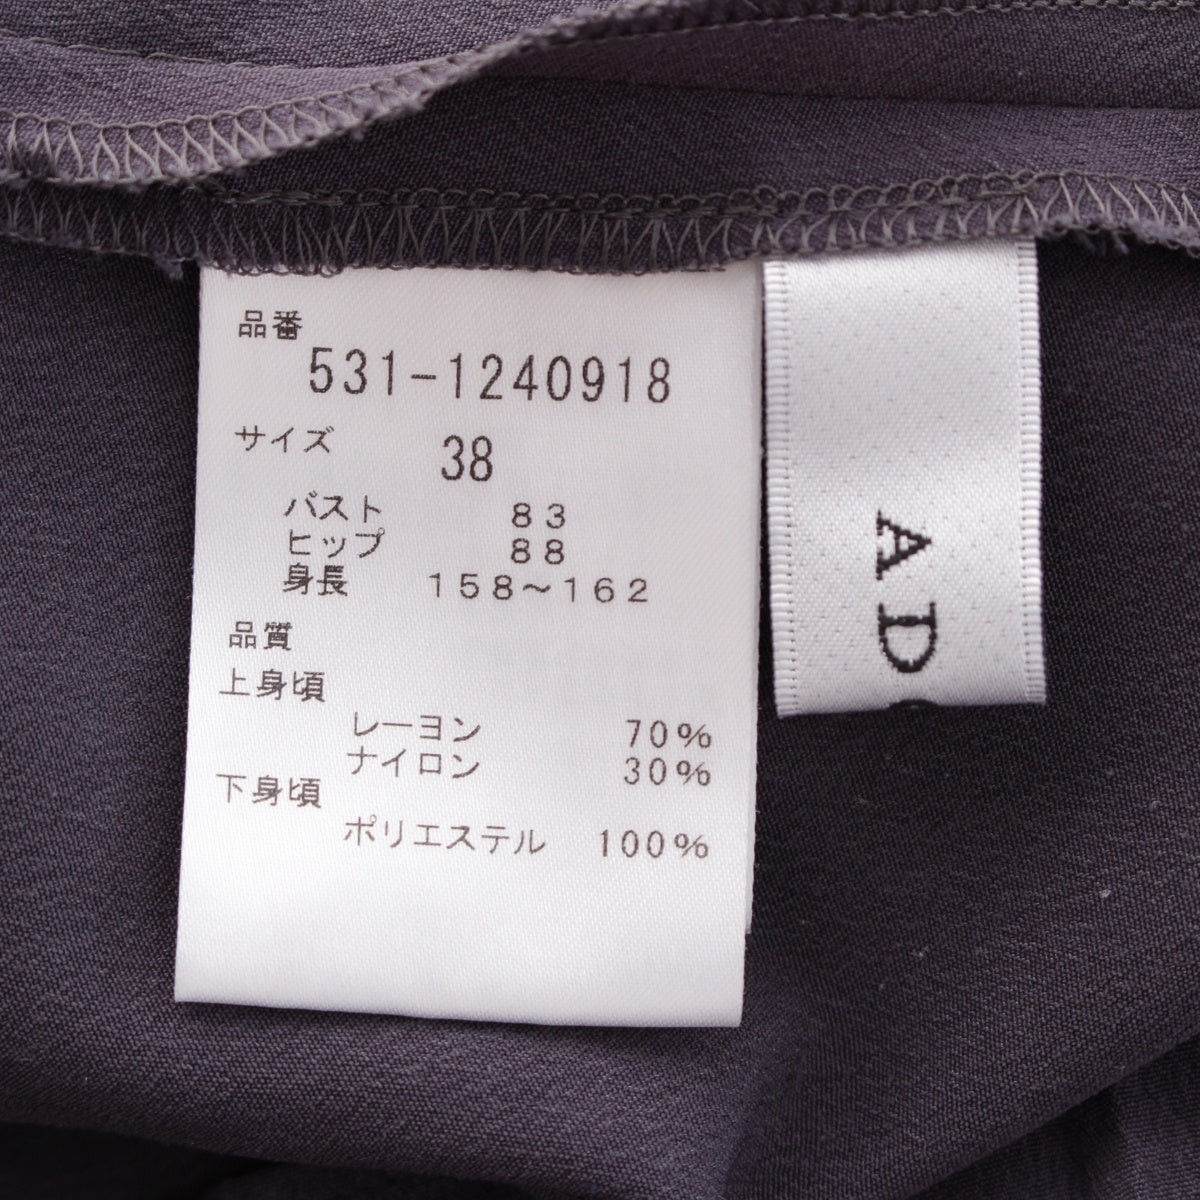 品番
531-1240918
サイズ 38
バスト 83
ヒップ 88
身長 158～162
品質
上身頃
レーヨン 70%
ナイロン 30%
下身頃
ポリエステル 100%
AD